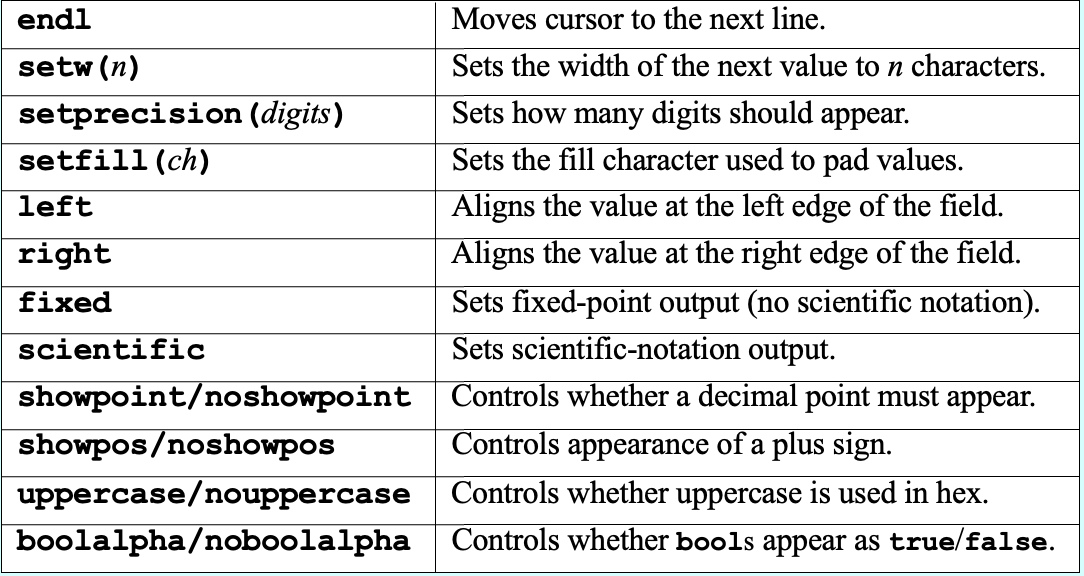 endl Moves cursor to the next line.
setw(n) Sets the width of the next value to n characters.
setprecision(digits) Sets how many digits should appear.
setfill(ch) Sets the fill character used to pad values.
left Aligns the value at the left edge of the field.
right Aligns the value at the right edge of the field.
fixed Sets fixed-point output (no scientific notation).
scientific Sets scientific-notation output.
showpoint/noshowpoint Controls whether a decimal point must appear.
showpos/noshowpos Controls appearance of a plus sign.
uppercase/nouppercase Controls whether uppercase is used in hex.
boolalpha/noboolalpha Controls whether bools appear as true/false.